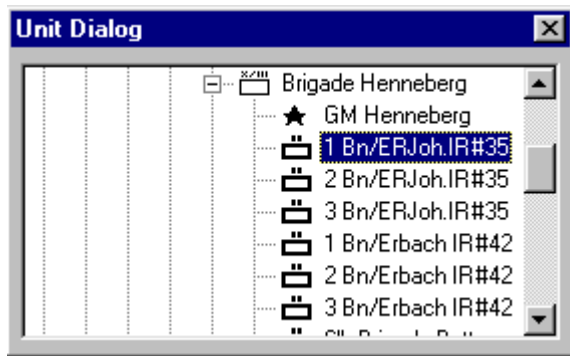 Unit Dialog
X/III
Brigade Henneberg
GM Henneberg
1 Bn/ERJoh.IR#35
2 Bn/ERJoh.IR#35
3 Bn/ERJoh.IR#35
1 Bn/Erbach IR#42
2 Bn/Erbach IR#42
3 Bn/Erbach IR#42